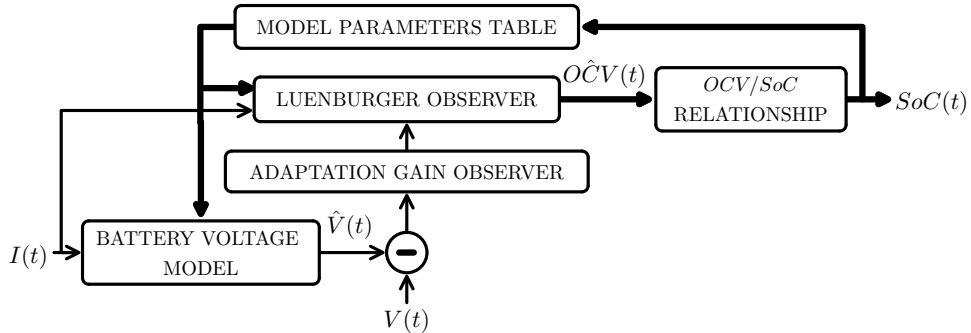 MODEL PARAMETERS TABLE
LUENBURGER OBSERVER
OĈV(t)
OCV/SoC
RELATIONSHIP
SoC(t)
ADAPTATION GAIN OBSERVER
I(t)
BATTERY VOLTAGE
MODEL
V̂(t)
−
V(t)